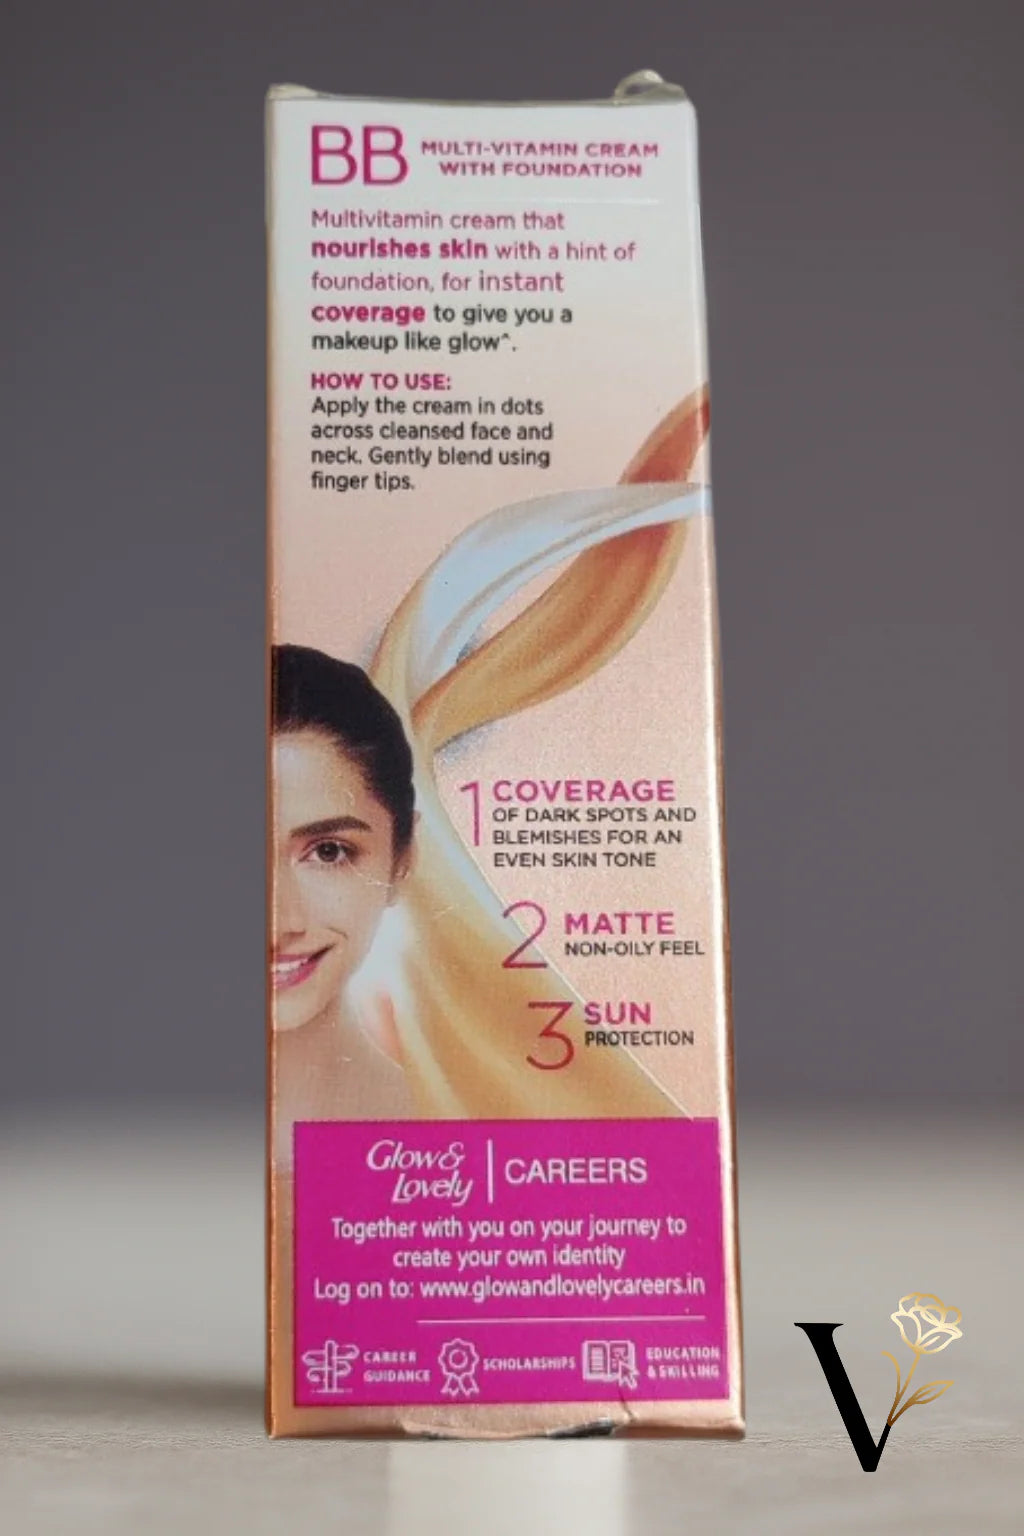 BB MULTI-VITAMIN CREAM
WITH FOUNDATION
Multivitamin cream that
nourishes skin with a hint of
foundation, for instant
coverage to give you a
makeup like glow^.
HOW TO USE:
Apply the cream in dots
across cleansed face and
neck. Gently blend using
finger tips.
1 COVERAGE
OF DARK SPOTS AND
BLEMISHES FOR AN
EVEN SKIN TONE
2 MATTE
NON-OILY FEEL
3 SUN
PROTECTION
Glow &
Lovely | CAREERS
Together with you on your journey to
create your own identity
Log on to: www.glowandlovelycareers.in
CAREER
GUIDANCE
SCHOLARSHIPS
EDUCATION
& SKILLING
V